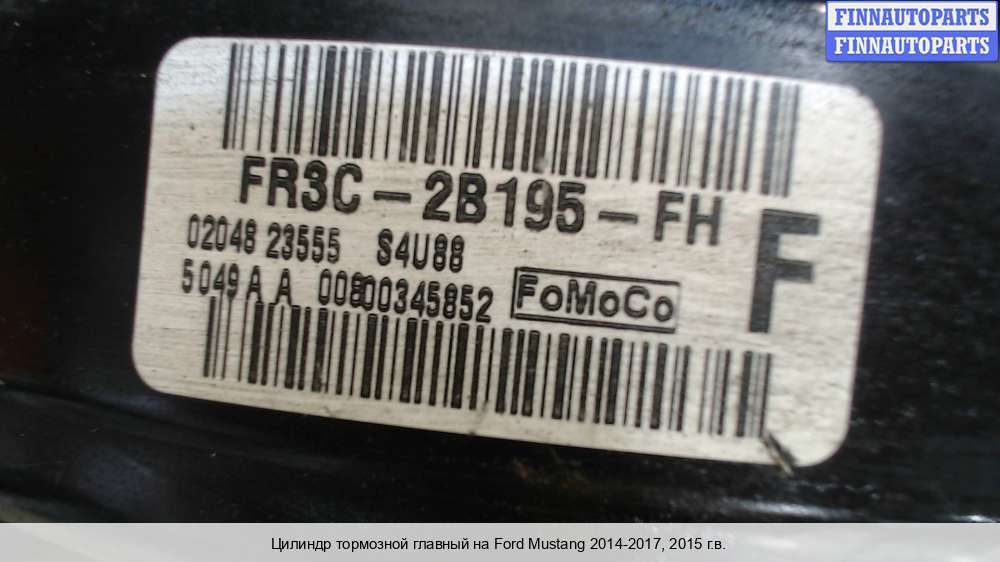 FINNAUTOPARTS
FINNAUTOPARTS
FR3C-2B195-FH
F
02048 23555 S4U88
5049AA 00800345852
FoMoCo
Цилиндр тормозной главный на Ford Mustang 2014-2017, 2015 г.в.